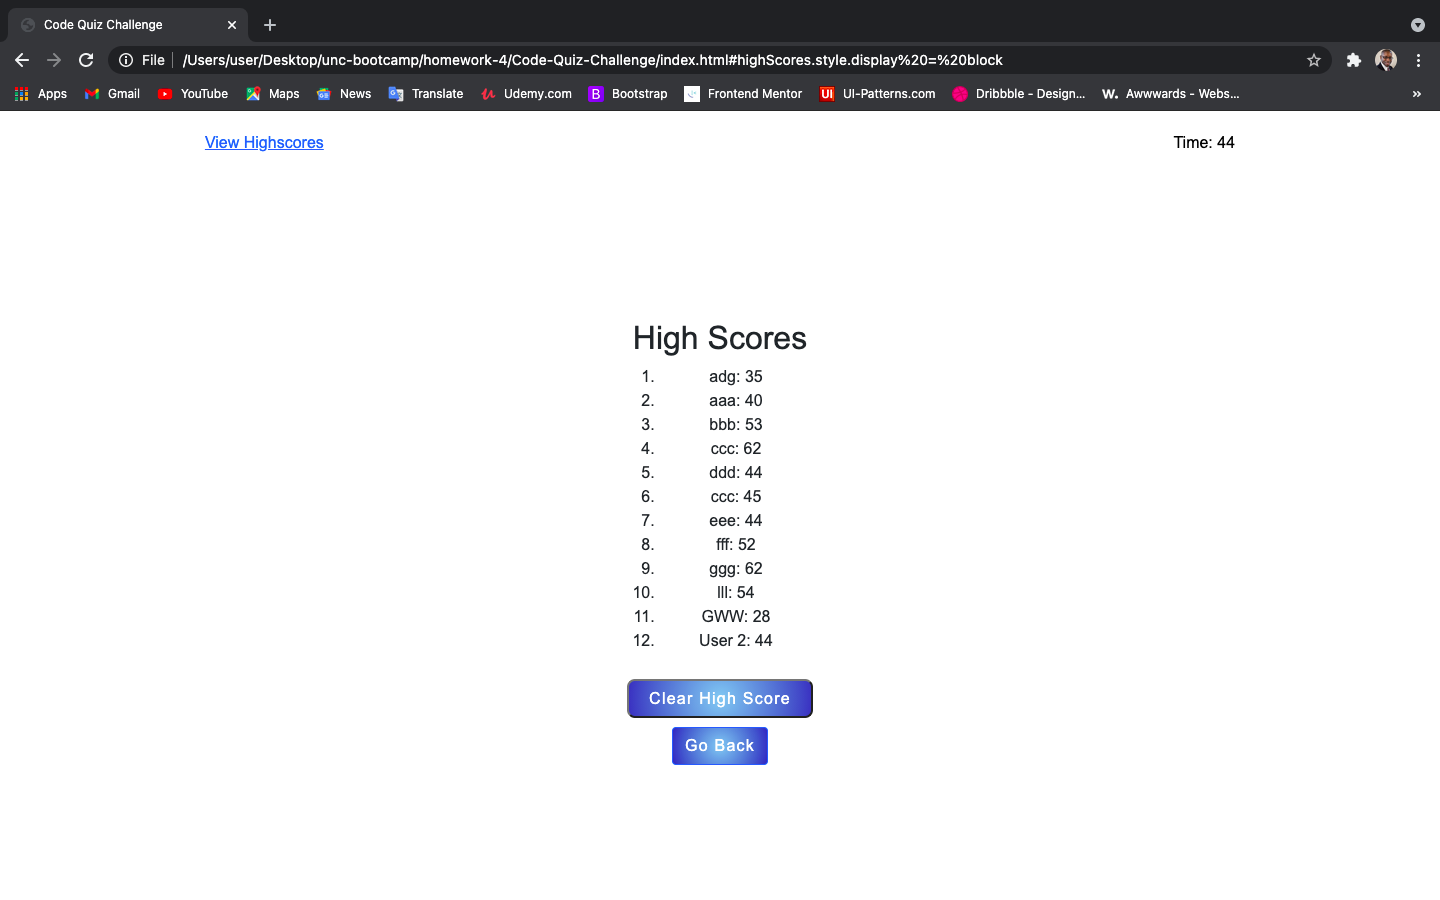 Code Quiz Challenge
File /Users/user/Desktop/unc-bootcamp/homework-4/Code-Quiz-Challenge/index.html#highScores.style.display%20=%20block
Apps Gmail YouTube Maps News Translate Udemy.com B Bootstrap Frontend Mentor UI UI-Patterns.com Dribbble - Design... W. Awwwards - Webs... »
View Highscores Time: 44
High Scores
1. adg: 35
2. aaa: 40
3. bbb: 53
4. ccc: 62
5. ddd: 44
6. ccc: 45
7. eee: 44
8. fff: 52
9. ggg: 62
10. lll: 54
11. GWW: 28
12. User 2: 44
Clear High Score
Go Back